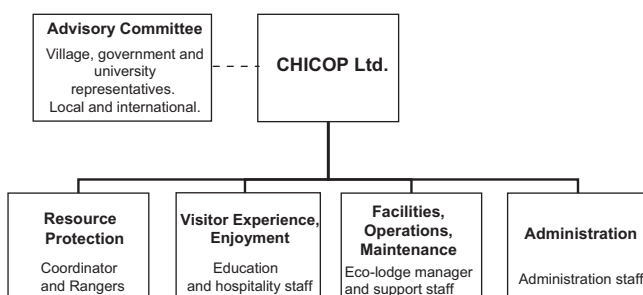 Advisory Committee
Village, government and
university
representatives.
Local and international.
CHICOP Ltd.
Resource
Protection
Coordinator
and Rangers
Visitor Experience,
Enjoyment
Education
and hospitality staff
Facilities,
Operations,
Maintenance
Eco-lodge manager
and support staff
Administration
Administration staff